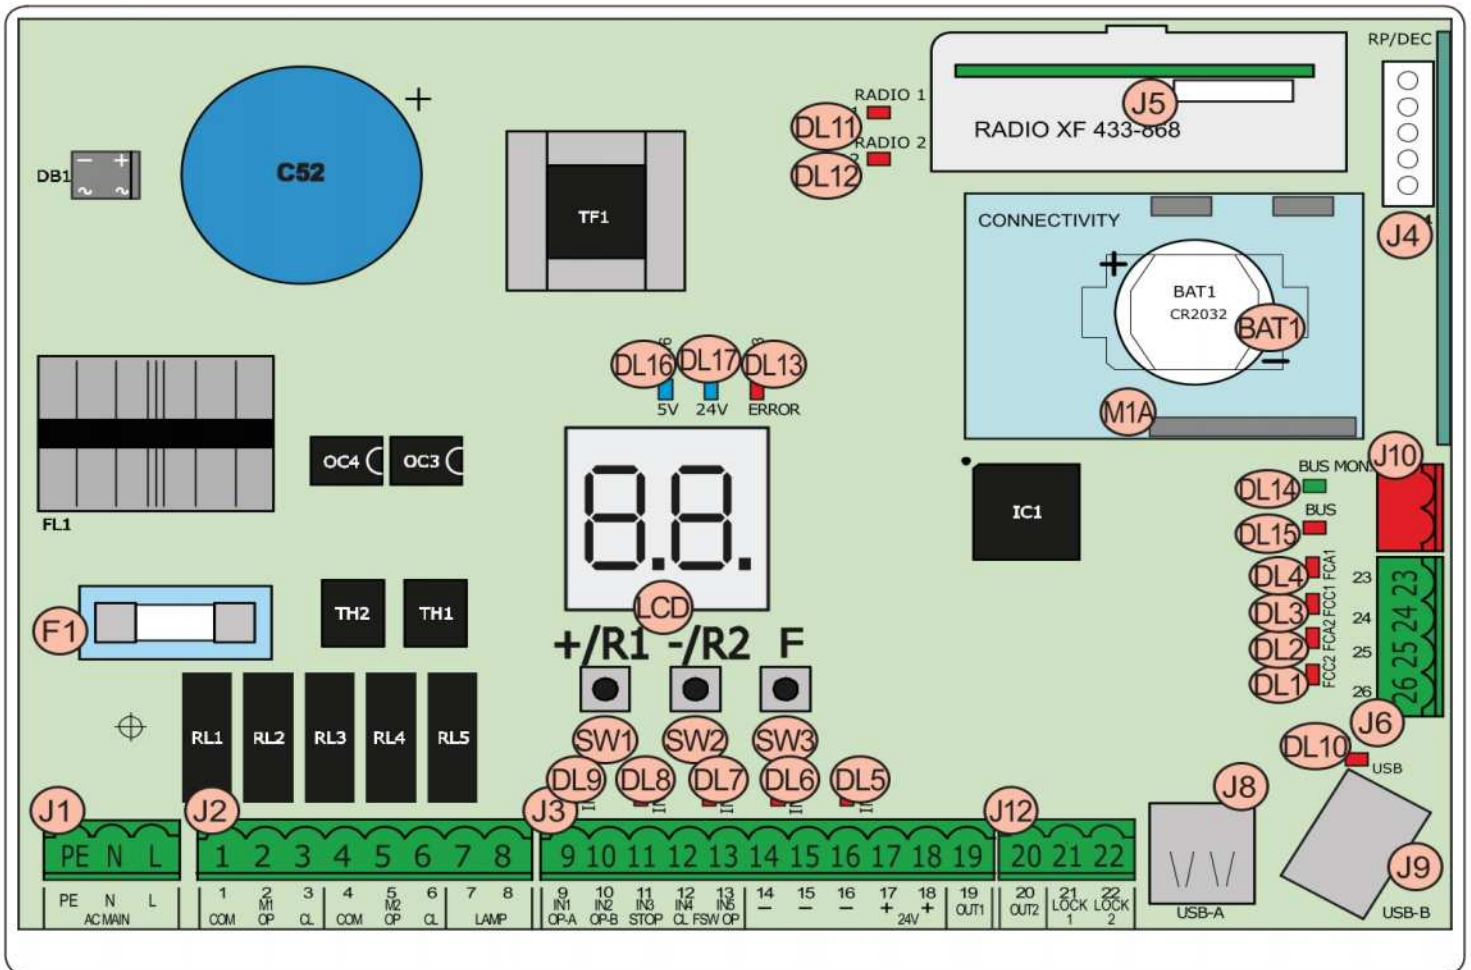 RP/DEC
RADIO 1
DL11
J5
RADIO XF 433-868
RADIO 2
DL12
+
DB1
- +
~ ~
C52
TF1
J4
CONNECTIVITY
+
BAT1
CR2032
BAT1
-
M1A
DL16 DL17 DL13
5V 24V ERROR
FL1
OC4 OC3
8.8.
LCD
IC1
J10
BUS MON.
DL14
BUS
DL15
DL4 FCA1 23 23
DL3 FCC1 24 24
DL2 FCA2 25 25
DL1 FCC2 26 26
J6
F1
TH2 TH1
+/R1 -/R2 F
SW1 SW2 SW3
RL1 RL2 RL3 RL4 RL5
DL9 DL8 DL7 DL6 DL5
DL10
USB
J8
J9
J1 J2 J3 J12
PE N L
1 2 3 4 5 6 7 8
9 10 11 12 13 14 15 16 17 18 19
20 21 22
PE N L
AC MAIN
1 2 3 4 5 6 7 8
M1 M2
COM OP CL COM OP CL LAMP
9 10 11 12 13 14 15 16 17 18 19 20 21 22
IN1 IN2 IN3 IN4 IN5 - - - + + OUT1 OUT2 LOCK LOCK
OP-A OP-B STOP CL FSW OP 24V 1 2
USB-A
USB-B